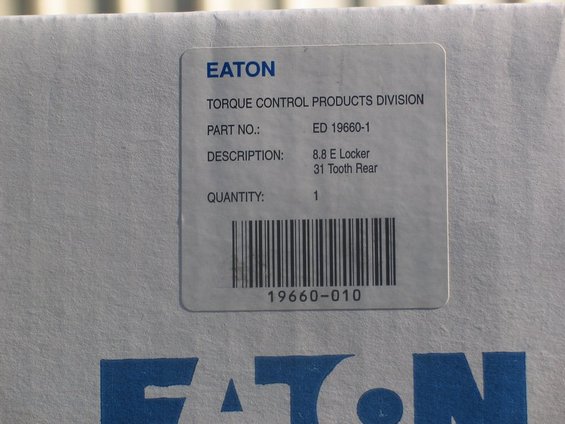 EATON
TORQUE CONTROL PRODUCTS DIVISION
PART NO.: ED 19660-1
DESCRIPTION: 8.8 E Locker
31 Tooth Rear
QUANTITY: 1
19660-010
EATON